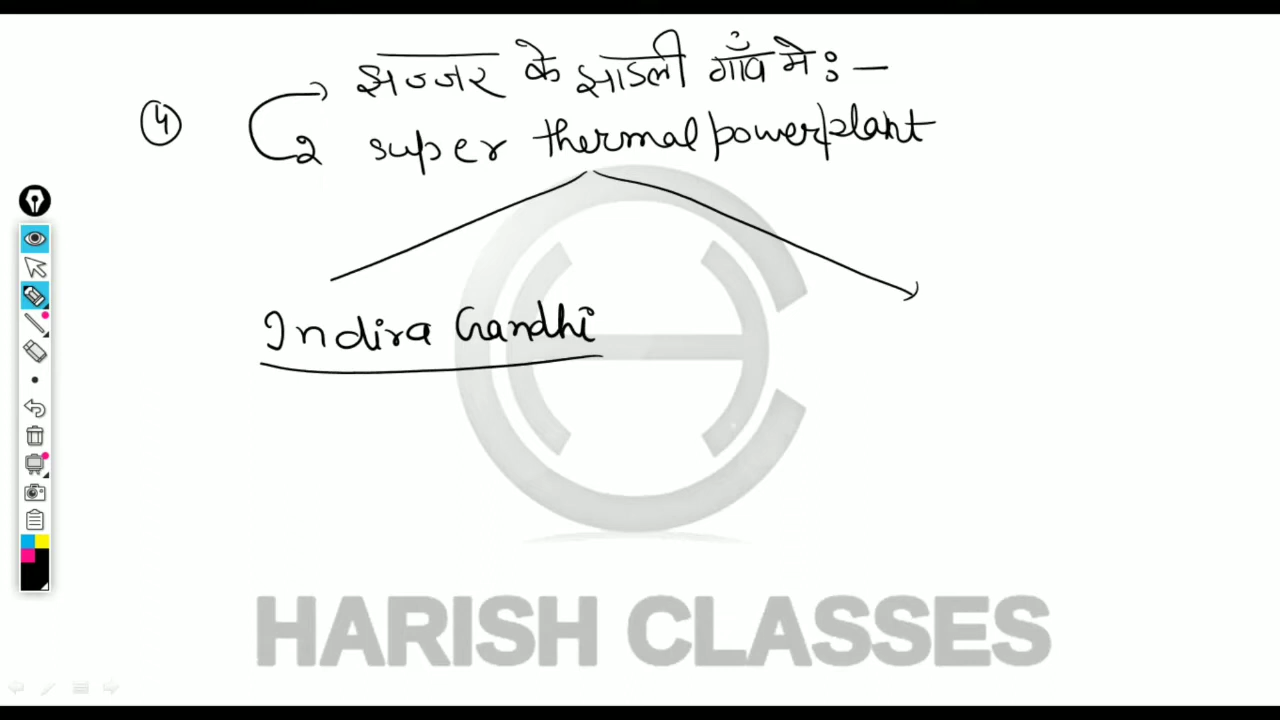 ④ झज्जर के झाडली गाँव मे :-
2 super thermal powerplant
Indira Gandhi
HARISH CLASSES